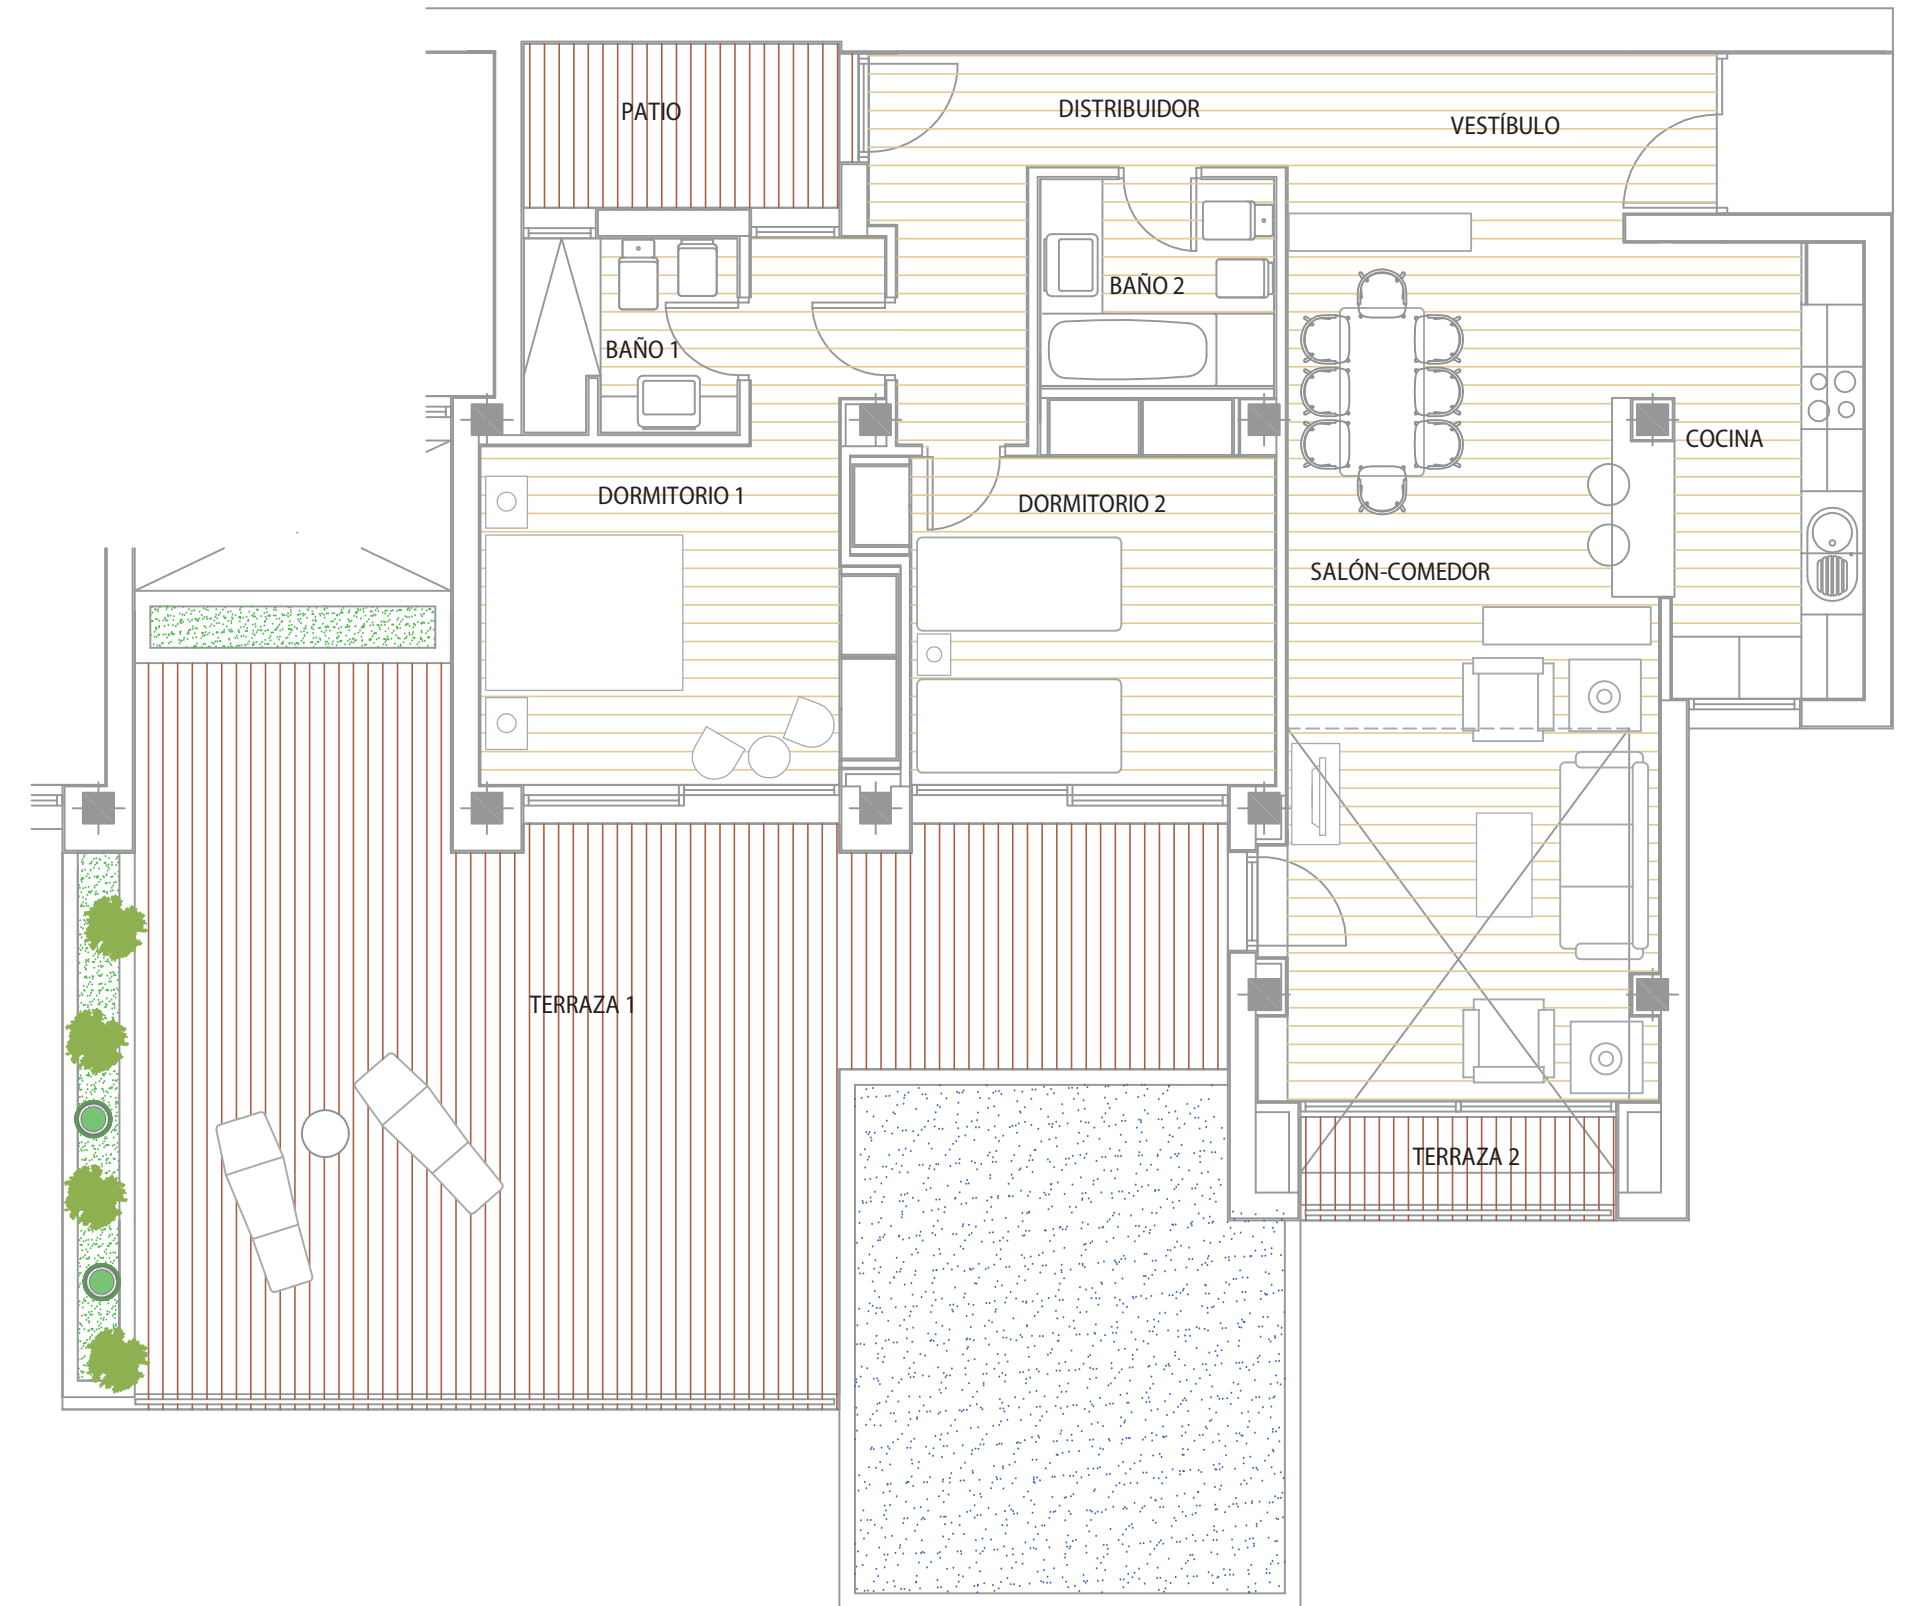 PATIO
DISTRIBUIDOR
VESTÍBULO
BAÑO 2
BAÑO 1
COCINA
DORMITORIO 1
DORMITORIO 2
SALÓN-COMEDOR
TERRAZA 1
TERRAZA 2